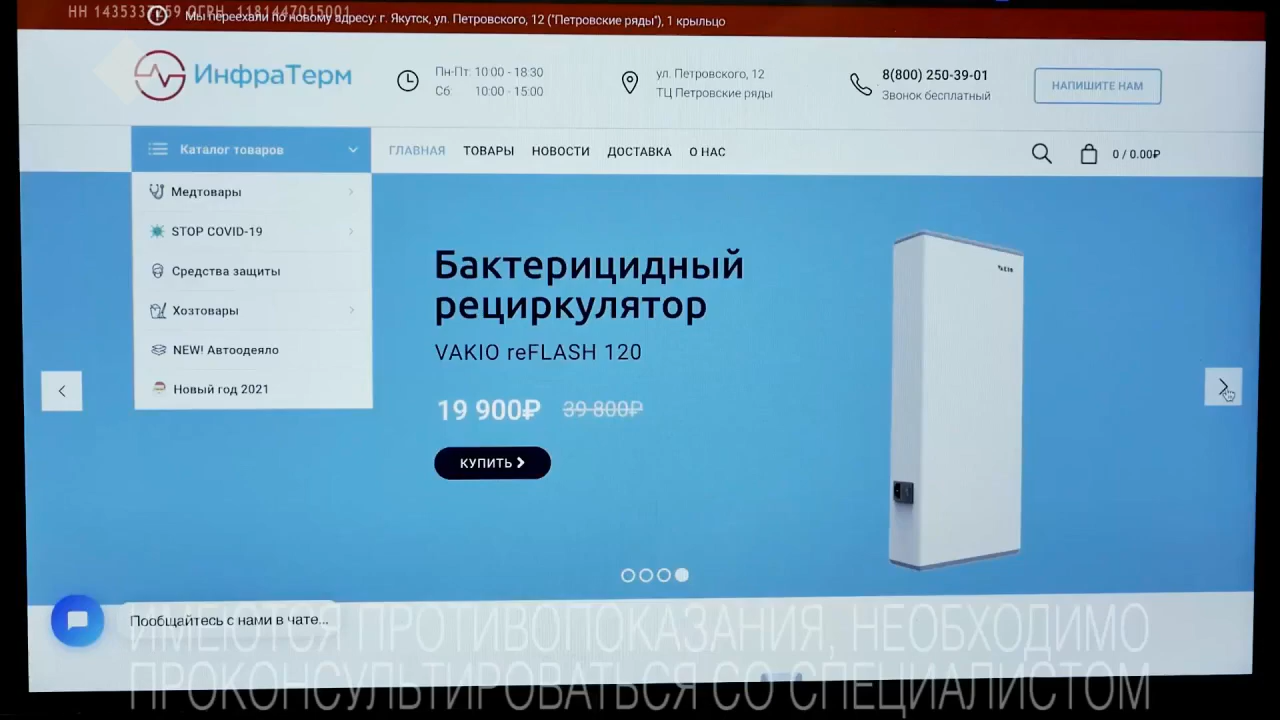 НН 1435337259 ОГРН 1181447015001
Мы переехали по новому адресу: г. Якутск, ул. Петровского, 12 ("Петровские ряды), 1 крыльцо
ИнфраТерм
Пн-Пт: 10:00 - 18:30
Сб: 10:00 - 15:00
ул. Петровского, 12
ТЦ Петровские ряды
8(800) 250-39-01
Звонок бесплатный
НАПИШИТЕ НАМ
Каталог товаров
ГЛАВНАЯ ТОВАРЫ НОВОСТИ ДОСТАВКА О НАС
0 / 0.00₽
Медтовары
STOP COVID-19
Средства защиты
Хозтовары
NEW! Автоодеяло
Новый год 2021
Бактерицидный
рециркулятор
VAKIO reFLASH 120
19 900₽ 39 800₽
КУПИТЬ
Пообщайтесь с нами в чате...
ИМЕЮТСЯ ПРОТИВОПОКАЗАНИЯ, НЕОБХОДИМО
ПРОКОНСУЛЬТИРОВАТЬСЯ СО СПЕЦИАЛИСТОМ